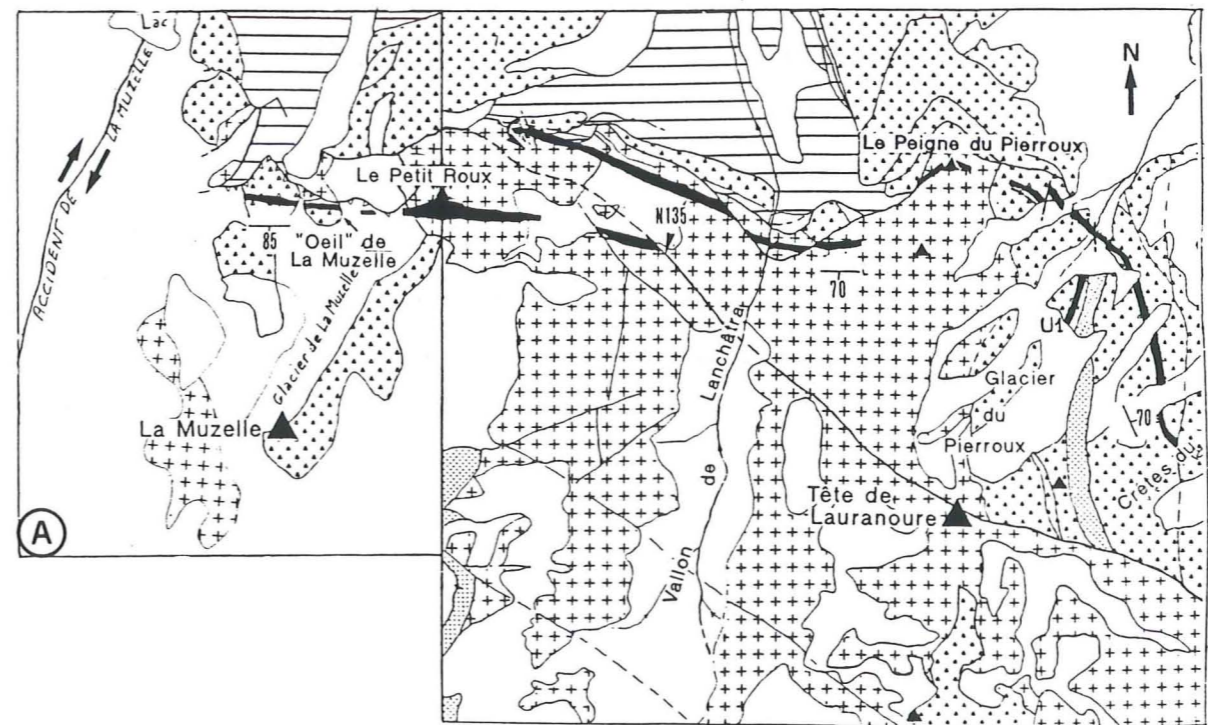 Lac
ACCIDENT DE LA MUZELLE
N
Le Peigne du Pierroux
Le Petit Roux
N135
85
"Oeil" de
La Muzelle
70
Glacier de La Muzelle
U1
Vallon de Lanchâtra
Glacier
du
Pierroux
La Muzelle
70
Crêtes du
Tête de
Lauranoure
A